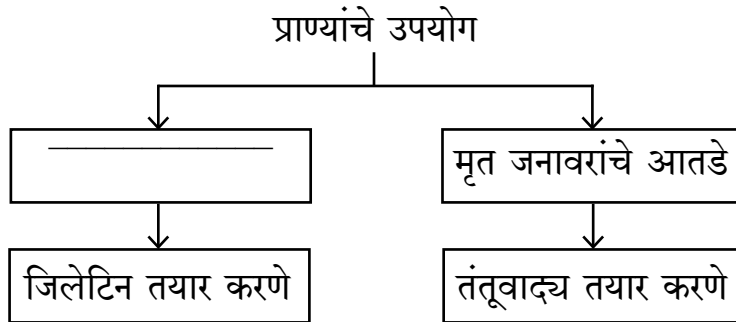 प्राण्यांचे उपयोग
मृत जनावरांचे आतडे
जिलेटिन तयार करणे
तंतूवाद्य तयार करणे